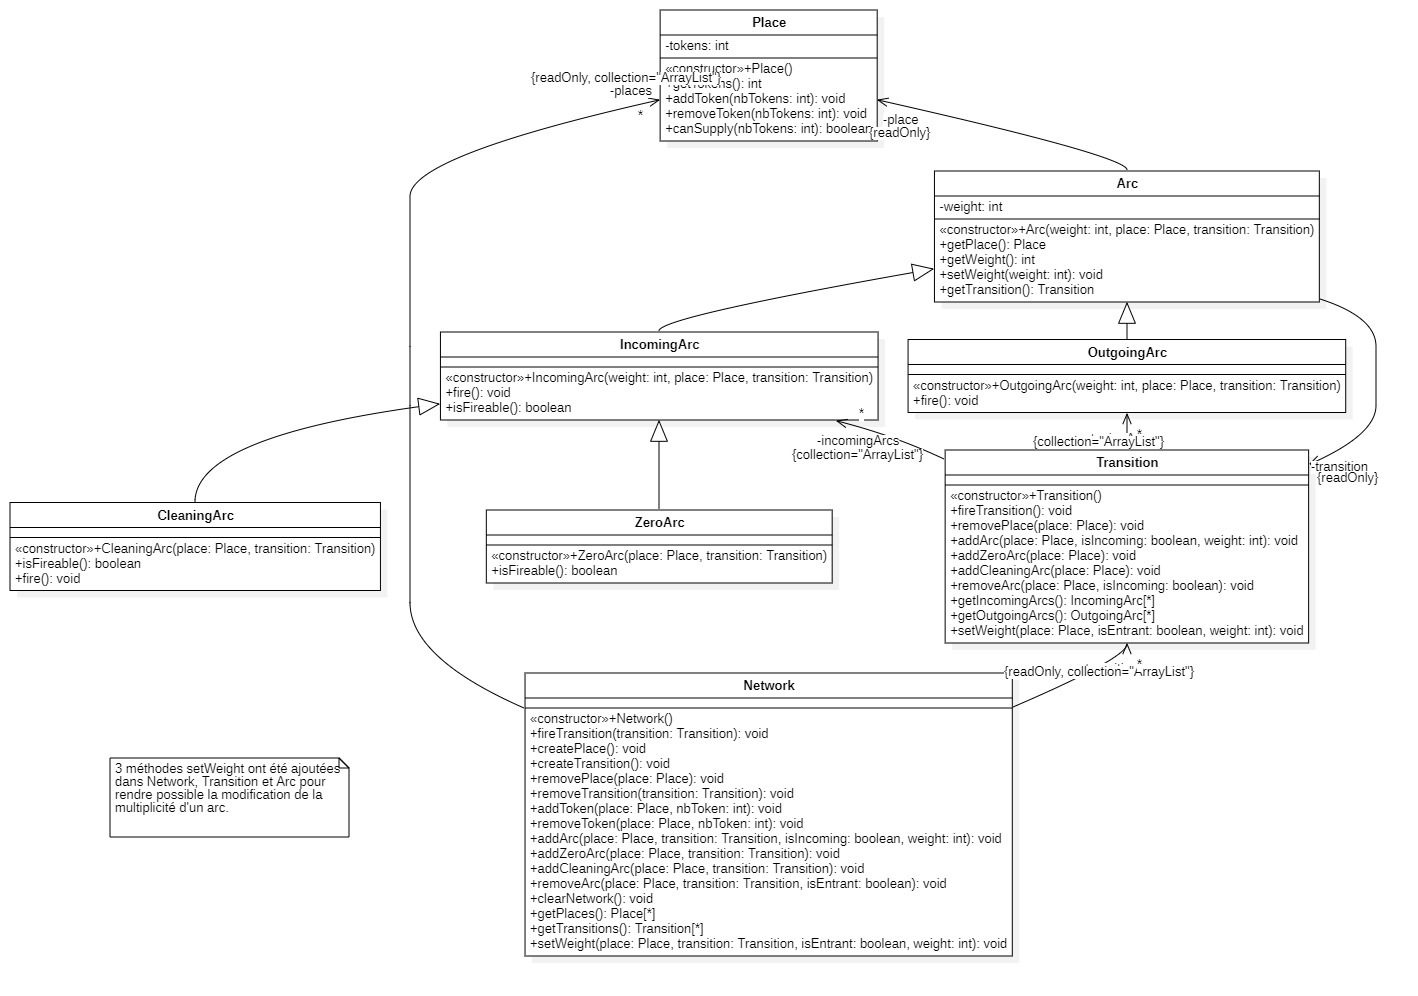 Place
-tokens: int
«constructor»+Place()
{readOnly, collection="ArrayList"}
int
-places
+addToken(nbTokens: int): void
*
+removeToken(nbTokens: int): void
+canSupply(nbTokens: int): boolean
-place
{readOnly}
Arc
-weight: int
«constructor»+Arc(weight: int, place: Place, transition: Transition)
+getPlace(): Place
+getWeight(): int
+setWeight(weight: int): void
+getTransition(): Transition
IncomingArc
«constructor»+IncomingArc(weight: int, place: Place, transition: Transition)
+fire(): void
+isFireable(): boolean
*
OutgoingArc
«constructor»+OutgoingArc(weight: int, place: Place, transition: Transition)
+fire(): void
-incomingArcs
{collection="ArrayList"}
*
{collection="ArrayList"}
-transition
{readOnly}
CleaningArc
«constructor»+CleaningArc(place: Place, transition: Transition)
+isFireable(): boolean
+fire(): void
ZeroArc
«constructor»+ZeroArc(place: Place, transition: Transition)
+isFireable(): boolean
Transition
«constructor»+Transition()
+fireTransition(): void
+removePlace(place: Place): void
+addArc(place: Place, isIncoming: boolean, weight: int): void
+addZeroArc(place: Place): void
+addCleaningArc(place: Place): void
+removeArc(place: Place, isIncoming: boolean): void
+getIncomingArcs(): IncomingArc[*]
+getOutgoingArcs(): OutgoingArc[*]
+setWeight(place: Place, isEntrant: boolean, weight: int): void
*
{readOnly, collection="ArrayList"}
Network
«constructor»+Network()
+fireTransition(transition: Transition): void
+createPlace(): void
+createTransition(): void
+removePlace(place: Place): void
+removeTransition(transition: Transition): void
+addToken(place: Place, nbToken: int): void
+removeToken(place: Place, nbToken: int): void
+addArc(place: Place, transition: Transition, isIncoming: boolean, weight: int): void
+addZeroArc(place: Place, transition: Transition): void
+addCleaningArc(place: Place, transition: Transition): void
+removeArc(place: Place, transition: Transition, isEntrant: boolean): void
+clearNetwork(): void
+getPlaces(): Place[*]
+getTransitions(): Transition[*]
+setWeight(place: Place, transition: Transition, isEntrant: boolean, weight: int): void
3 méthodes setWeight ont été ajoutées
dans Network, Transition et Arc pour
rendre possible la modification de la
multiplicité d'un arc.